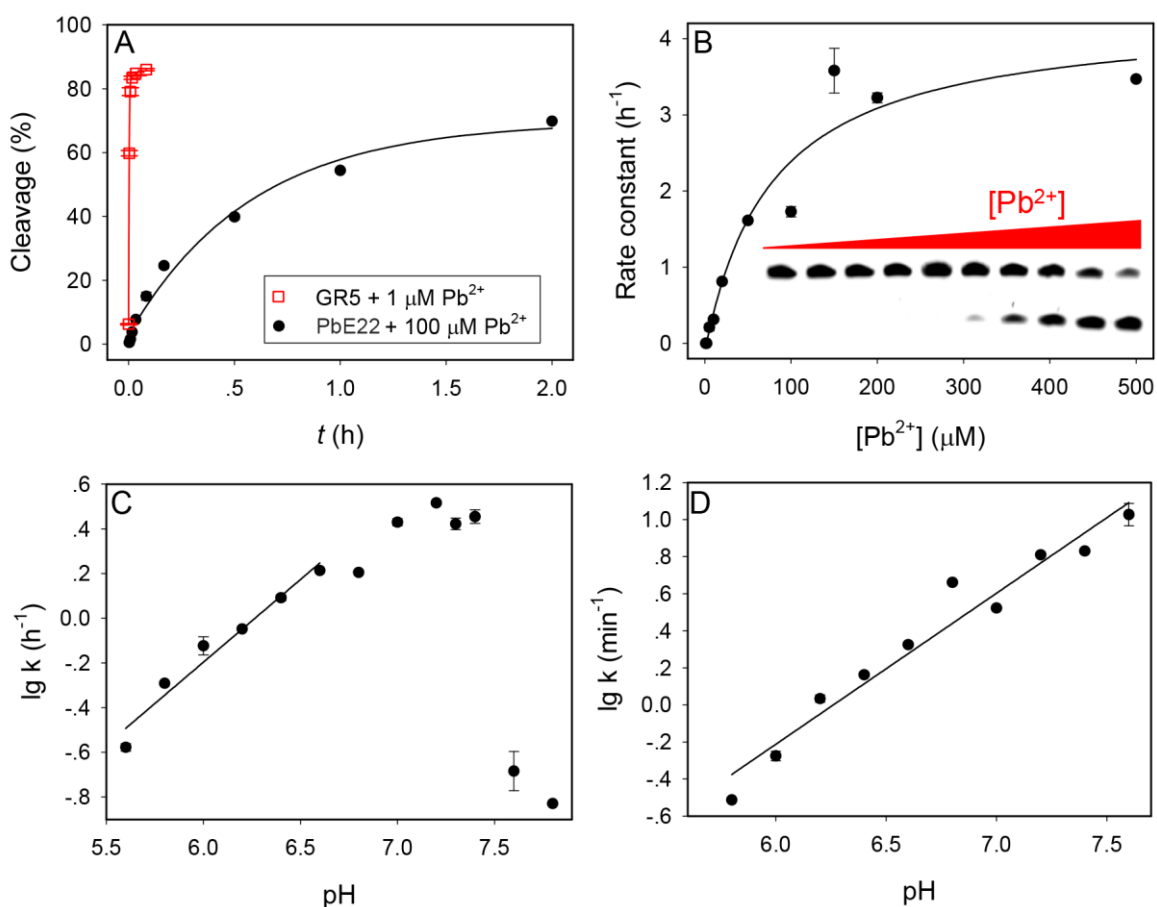 A
Cleavage (%)
100
80
60
40
20
0
GR5 + 1 μM Pb²⁺
PbE22 + 100 μM Pb²⁺
0.0 .5 1.0 1.5 2.0
t (h)
B
Rate constant (h⁻¹)
4
3
2
1
0
[Pb²⁺]
0 100 200 300 400 500
[Pb²⁺] (μM)
C
lg k (h⁻¹)
.6
.4
.2
0.0
-.2
-.4
-.6
-.8
5.5 6.0 6.5 7.0 7.5
pH
D
lg k (min⁻¹)
1.2
1.0
.8
.6
.4
.2
0.0
-.2
-.4
-.6
6.0 6.5 7.0 7.5
pH